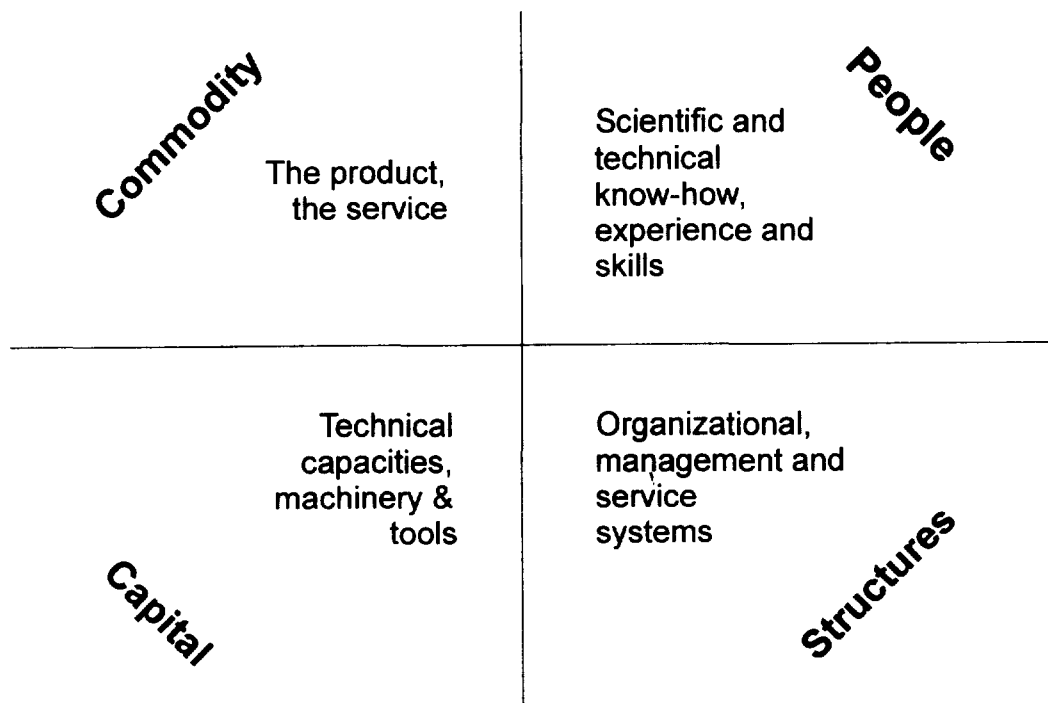 Commodity
The product,
the service
People
Scientific and
technical
know-how,
experience and
skills
Technical
capacities,
machinery &
tools
Capital
Organizational,
management and
service
systems
Structures